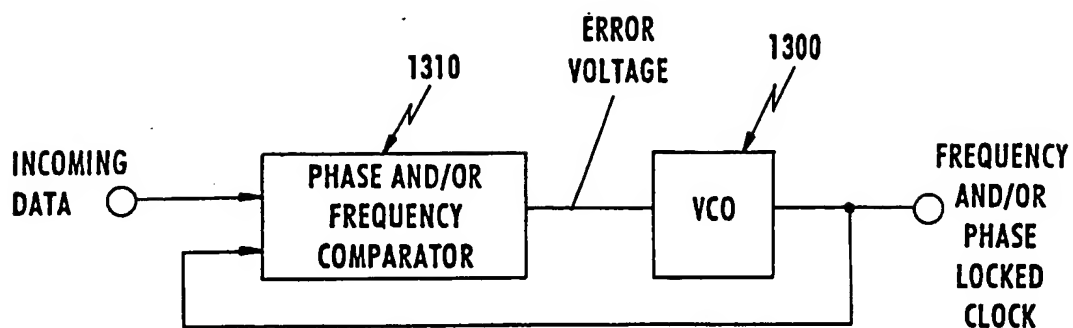 ERROR
VOLTAGE
1310
1300
INCOMING
DATA
PHASE AND/OR
FREQUENCY
COMPARATOR
VCO
FREQUENCY
AND/OR
PHASE
LOCKED
CLOCK